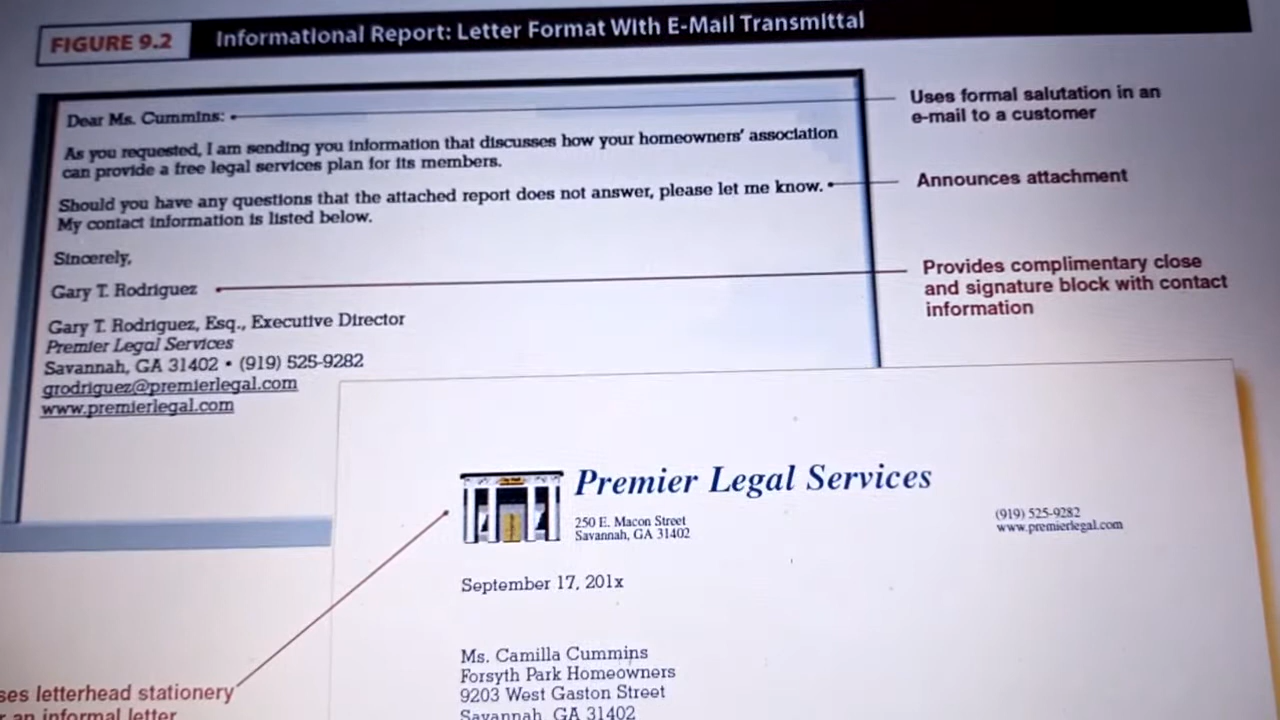 FIGURE 9.2 Informational Report: Letter Format With E-Mail Transmittal
Dear Ms. Cummins:
As you requested, I am sending you information that discusses how your homeowners' association
can provide a free legal services plan for its members.
Should you have any questions that the attached report does not answer, please let me know.
My contact information is listed below.
Sincerely,
Gary T. Rodriguez
Gary T. Rodriguez, Esq., Executive Director
Premier Legal Services
Savannah, GA 31402 • (919) 525-9282
grodriguez@premierlegal.com
www.premierlegal.com
Uses formal salutation in an
e-mail to a customer
Announces attachment
Provides complimentary close
and signature block with contact
information
Premier Legal Services
250 E. Macon Street
Savannah, GA 31402
(919) 525-9282
www.premierlegal.com
September 17, 201x
Ms. Camilla Cummins
Forsyth Park Homeowners
9203 West Gaston Street
Savannah, GA 31402
letterhead stationery
an informal letter